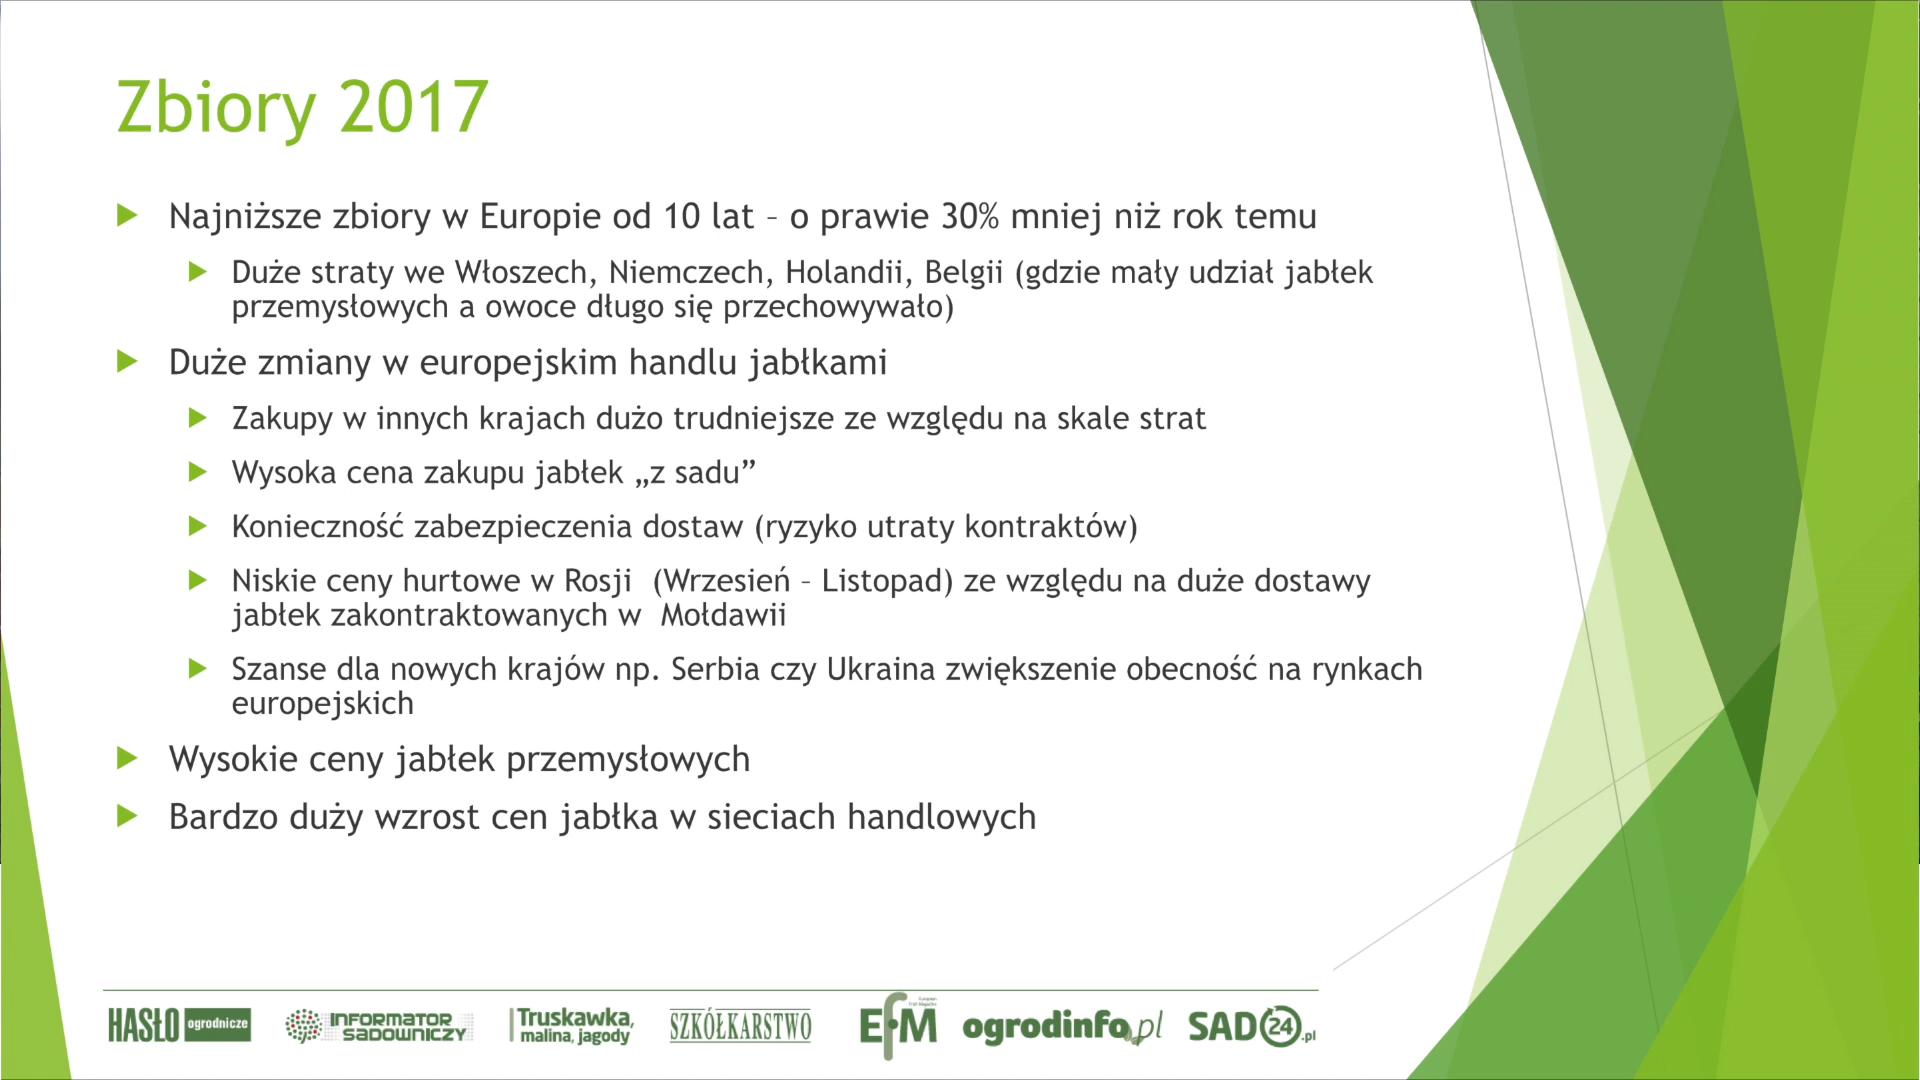 Zbiory 2017
Najniższe zbiory w Europie od 10 lat – o prawie 30% mniej niż rok temu
Duże straty we Włoszech, Niemczech, Holandii, Belgii (gdzie mały udział jabłek
przemysłowych a owoce długo się przechowywało)
Duże zmiany w europejskim handlu jabłkami
Zakupy w innych krajach dużo trudniejsze ze względu na skale strat
Wysoka cena zakupu jabłek „z sadu”
Konieczność zabezpieczenia dostaw (ryzyko utraty kontraktów)
Niskie ceny hurtowe w Rosji  (Wrzesień – Listopad) ze względu na duże dostawy
jabłek zakontraktowanych w  Mołdawii
Szanse dla nowych krajów np. Serbia czy Ukraina zwiększenie obecność na rynkach
europejskich
Wysokie ceny jabłek przemysłowych
Bardzo duży wzrost cen jabłka w sieciach handlowych
HASŁO ogrodnicze
INFORMATOR
SADOWNICZY
Truskawka,
malina, jagody
SZKÓŁKARSTWO
EfM
ogrodinfo.pl
SAD24.pl